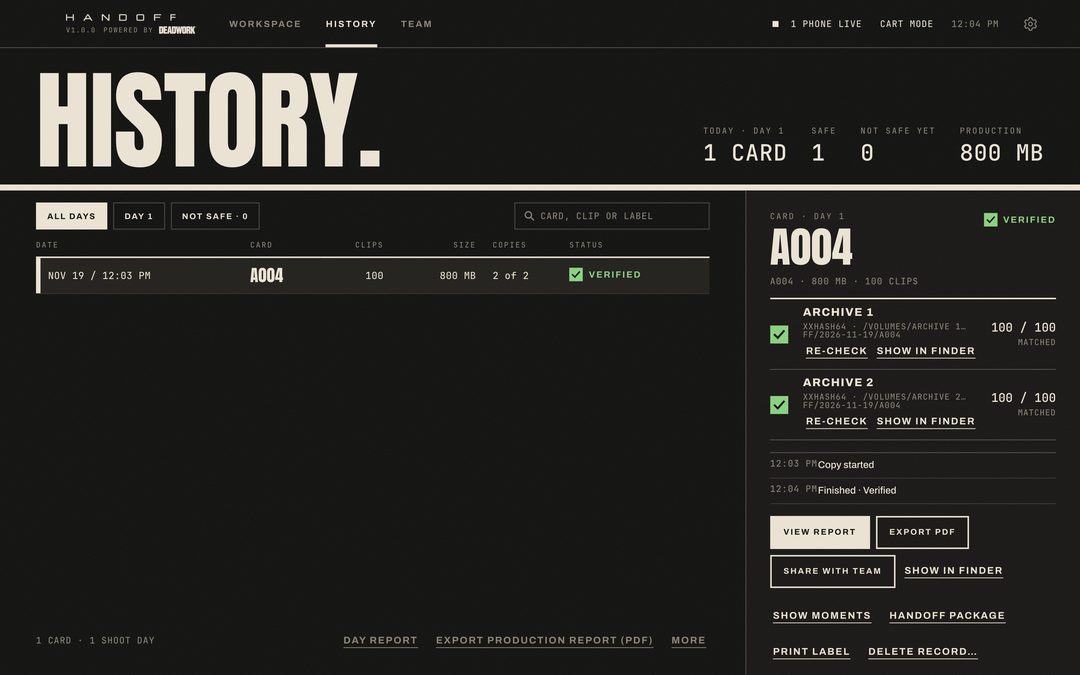 HANDOFF
V1.0.0 POWERED BY DEADWORK
WORKSPACE
HISTORY
TEAM
1 PHONE LIVE
CART MODE
12:04 PM
HISTORY.
TODAY · DAY 1
1 CARD
SAFE
1
NOT SAFE YET
0
PRODUCTION
800 MB
ALL DAYS
DAY 1
NOT SAFE · 0
CARD, CLIP OR LABEL
DATE CARD CLIPS SIZE COPIES STATUS
NOV 19 / 12:03 PM A004 100 800 MB 2 of 2 VERIFIED
1 CARD · 1 SHOOT DAY
DAY REPORT
EXPORT PRODUCTION REPORT (PDF)
MORE
CARD · DAY 1
VERIFIED
A004
A004 · 800 MB · 100 CLIPS
ARCHIVE 1
XXHASH64 · /VOLUMES/ARCHIVE 1…
FF/2026-11-19/A004
100 / 100
MATCHED
RE-CHECK SHOW IN FINDER
ARCHIVE 2
XXHASH64 · /VOLUMES/ARCHIVE 2…
FF/2026-11-19/A004
100 / 100
MATCHED
RE-CHECK SHOW IN FINDER
12:03 PM Copy started
12:04 PM Finished · Verified
VIEW REPORT
EXPORT PDF
SHARE WITH TEAM
SHOW IN FINDER
SHOW MOMENTS
HANDOFF PACKAGE
PRINT LABEL
DELETE RECORD…